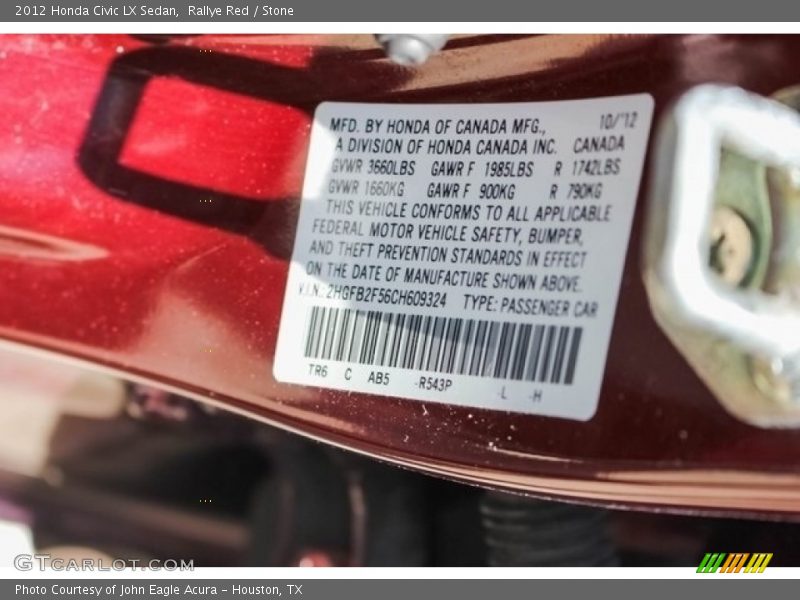 2012 Honda Civic LX Sedan,  Rallye Red / Stone
MFD. BY HONDA OF CANADA MFG., 10/'12
A DIVISION OF HONDA CANADA INC. CANADA
GVWR 3660LBS GAWR F 1985LBS R 1742LBS
GVWR 1660KG GAWR F 900KG R 790KG
THIS VEHICLE CONFORMS TO ALL APPLICABLE
FEDERAL MOTOR VEHICLE SAFETY, BUMPER,
AND THEFT PREVENTION STANDARDS IN EFFECT
ON THE DATE OF MANUFACTURE SHOWN ABOVE.
V.I.N.: 2HGFB2F56CH609324 TYPE: PASSENGER CAR
TR6 C AB5 -R543P -L -H
GTCARLOT.COM
Photo Courtesy of John Eagle Acura - Houston, TX